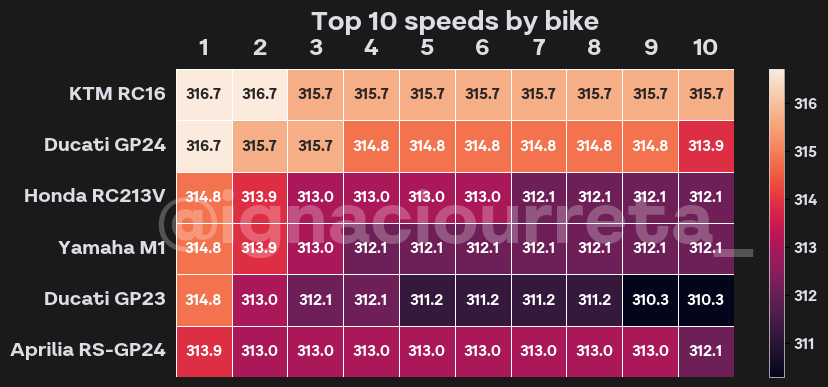 Top 10 speeds by bike
1 2 3 4 5 6 7 8 9 10
KTM RC16 316.7 316.7 315.7 315.7 315.7 315.7 315.7 315.7 315.7 315.7
Ducati GP24 316.7 315.7 315.7 314.8 314.8 314.8 314.8 314.8 314.8 313.9
Honda RC213V 314.8 313.9 313.0 313.0 313.0 313.0 312.1 312.1 312.1 312.1
@ignaciourreta_
Yamaha M1 314.8 313.9 313.0 312.1 312.1 312.1 312.1 312.1 312.1 312.1
Ducati GP23 314.8 313.0 312.1 312.1 311.2 311.2 311.2 311.2 310.3 310.3
Aprilia RS-GP24 313.9 313.0 313.0 313.0 313.0 313.0 313.0 313.0 313.0 312.1
316
315
314
313
312
311